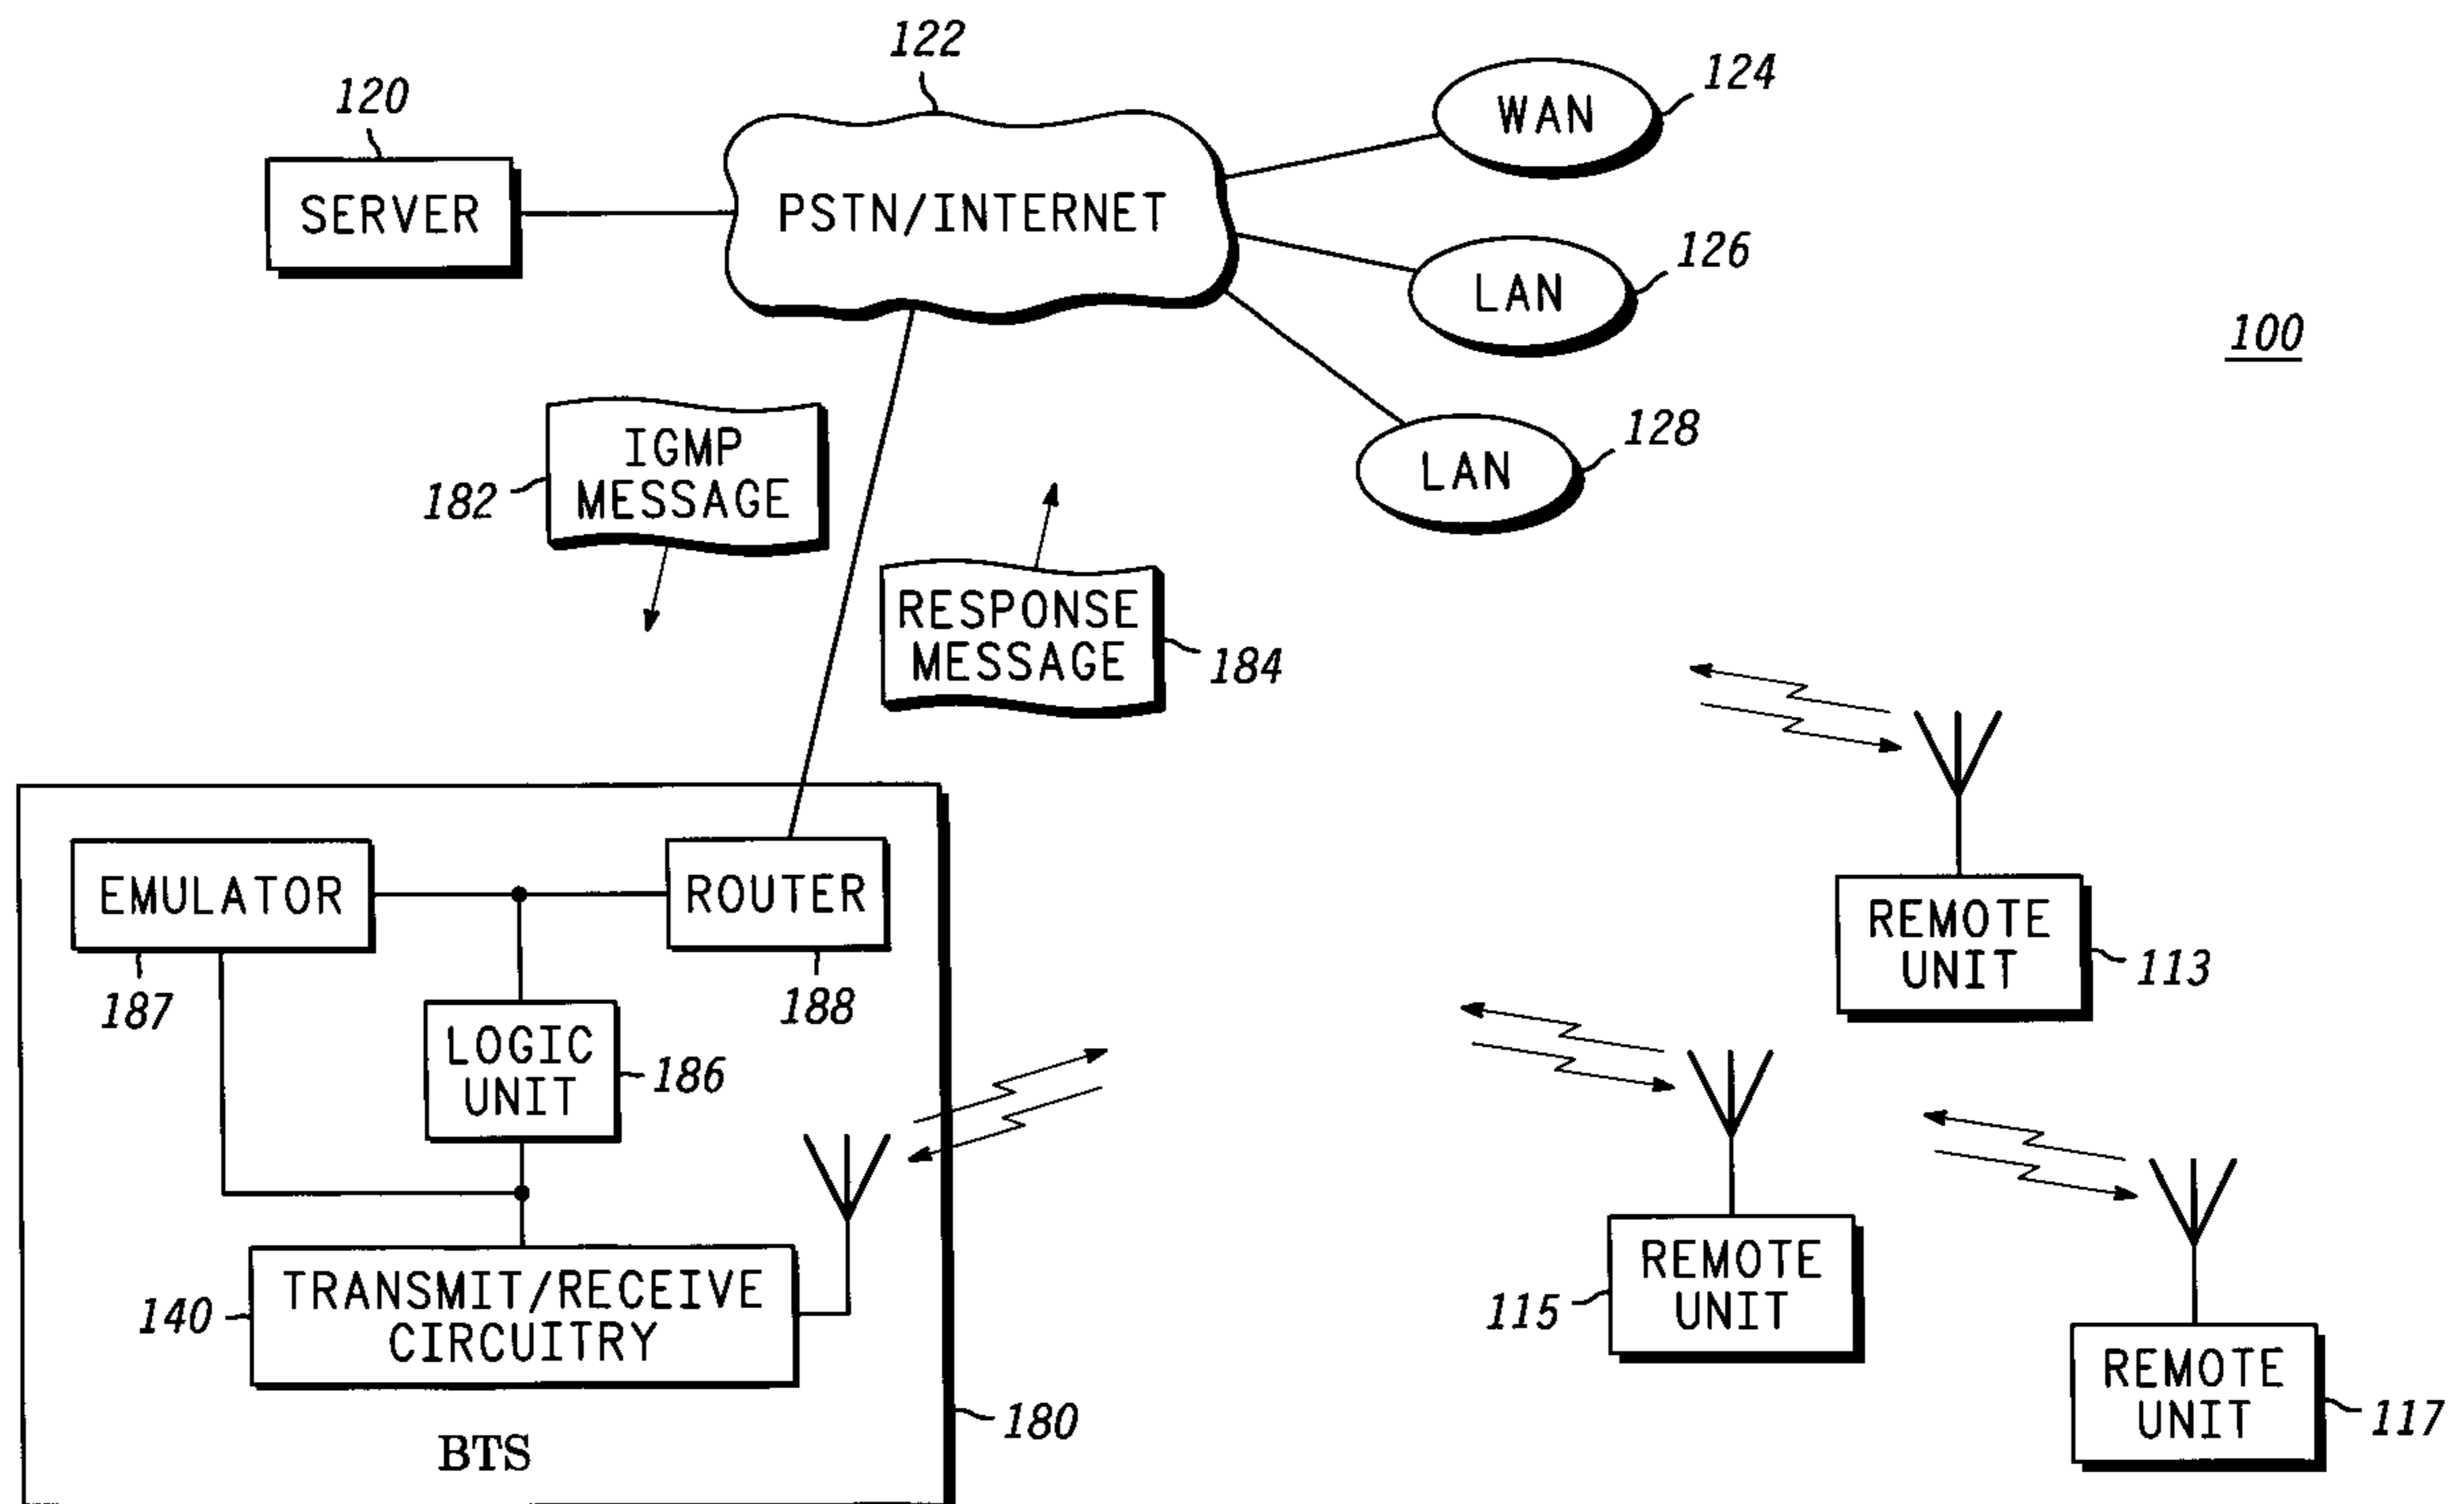 122
124
WAN
120
SERVER
PSTN/INTERNET
126
LAN
100
128
LAN
IGMP
MESSAGE
182
RESPONSE
MESSAGE
184
EMULATOR
ROUTER
187
188
LOGIC
UNIT
186
REMOTE
UNIT
113
TRANSMIT/RECEIVE
CIRCUITRY
140
REMOTE
UNIT
115
REMOTE
UNIT
117
180
BTS